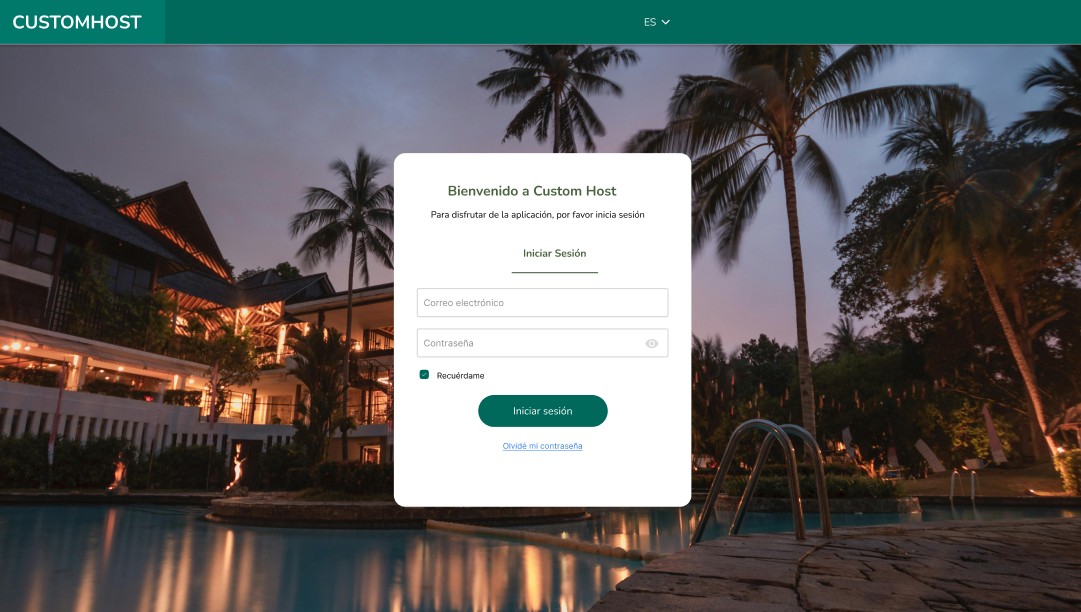 CUSTOMHOST
ES
Bienvenido a Custom Host
Para disfrutar de la aplicación, por favor inicia sesión
Iniciar Sesión
Correo electrónico
Contraseña
Recuérdame
Iniciar sesión
Olvidé mi contraseña